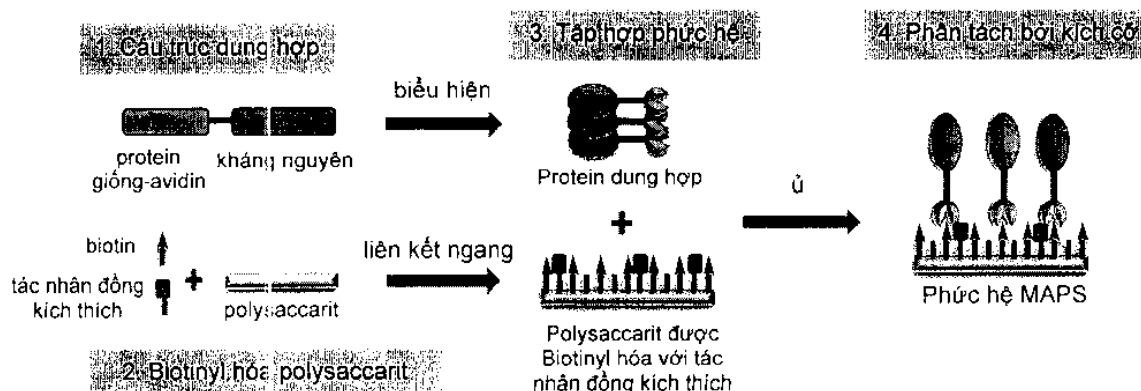 1. Cấu trúc dung hợp
3. Tập hợp phức hệ
4. Phân tách bởi kích cỡ
biểu hiện
protein
giống-avidin
kháng nguyên
Protein dung hợp
ủ
biotin
liên kết ngang
tác nhân đồng
kích thích
polysaccarit
Phức hệ MAPS
Polysaccarit được
Biotinyl hóa với tác
nhân đồng kích thích
2. Biotinyl hóa polysaccarit